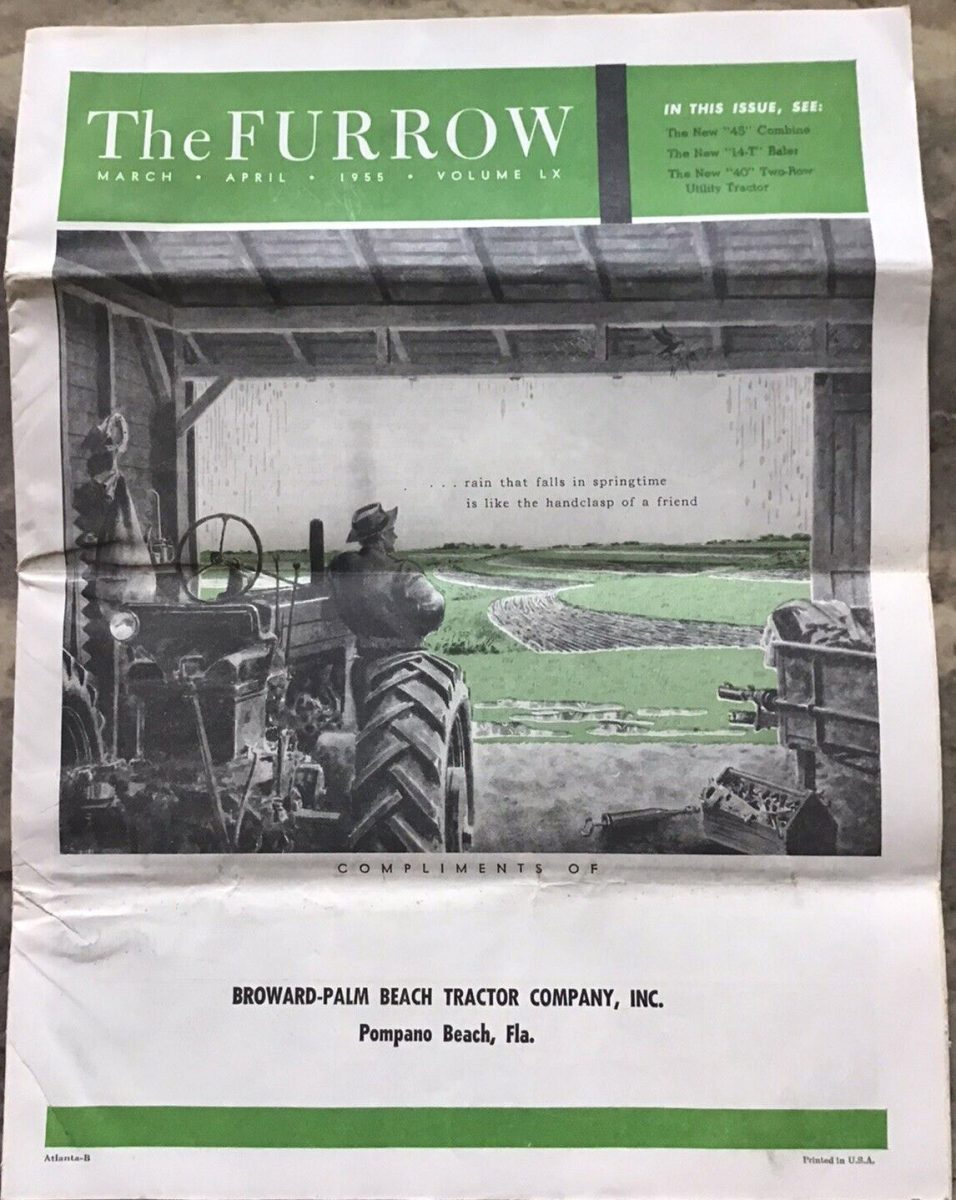 The FURROW
MARCH • APRIL • 1955 • VOLUME LX
IN THIS ISSUE, SEE:
The New "45" Combine
The New "14-T" Baler
The New "40" Two-Row
Utility Tractor
. . . rain that falls in springtime
is like the handclasp of a friend
COMPLIMENTS OF
BROWARD-PALM BEACH TRACTOR COMPANY, INC.
Pompano Beach, Fla.
Atlanta-B
Printed in U.S.A.